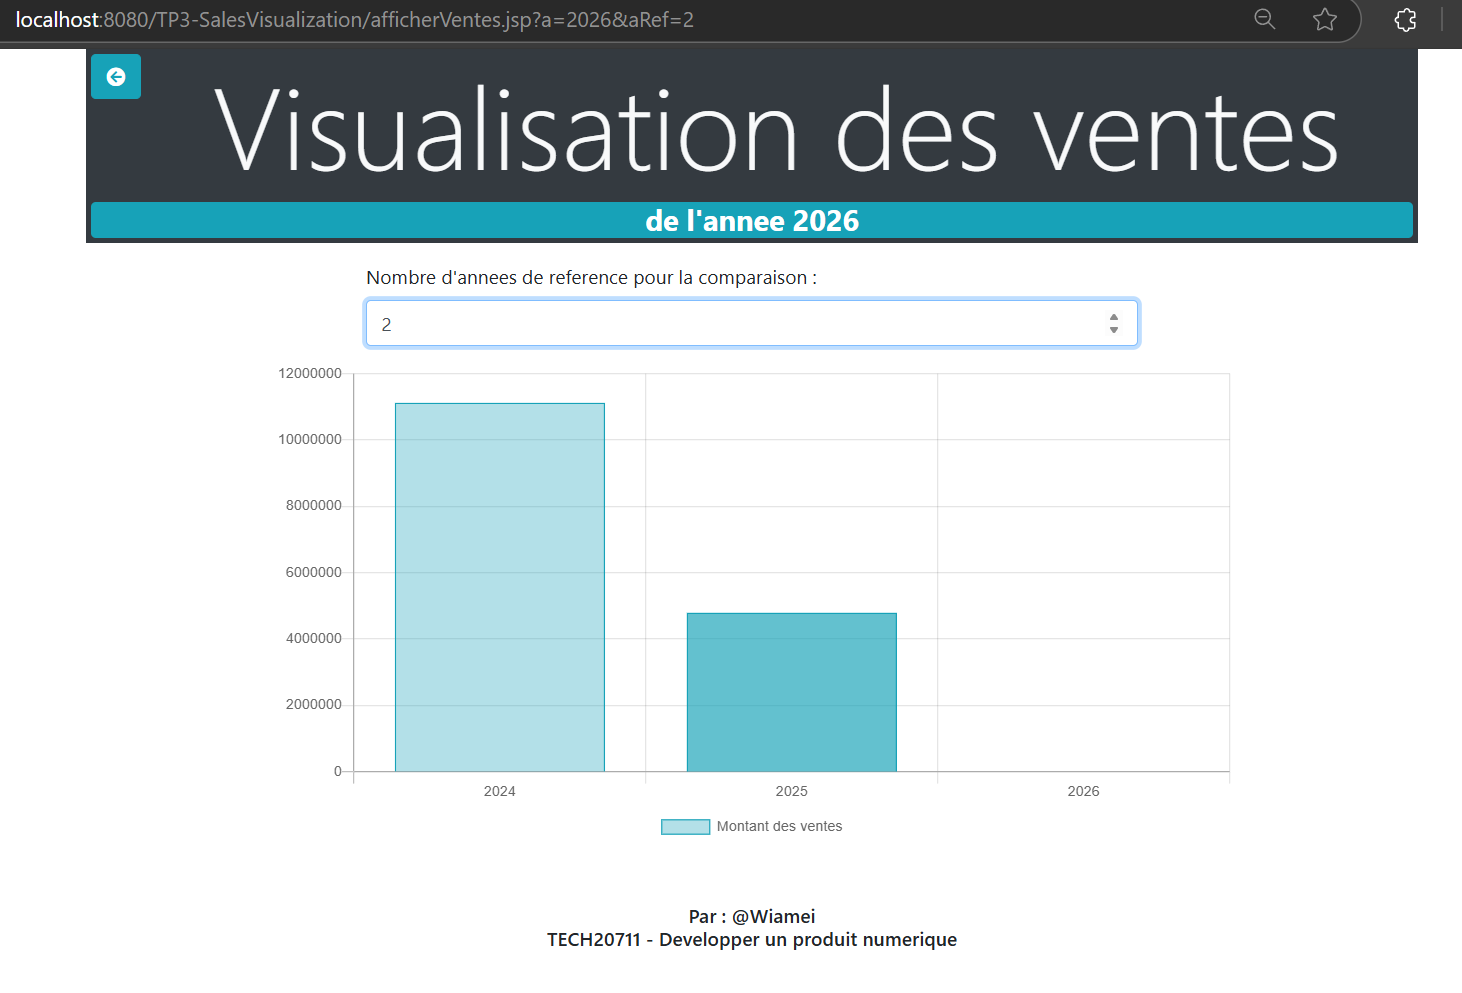 localhost:8080/TP3-SalesVisualization/afficherVentes.jsp?a=2026&aRef=2
Visualisation des ventes
de l'annee 2026
Nombre d'annees de reference pour la comparaison :
2
12000000
10000000
8000000
6000000
4000000
2000000
0
2024 2025 2026
Montant des ventes
Par : @Wiamei
TECH20711 - Developper un produit numerique